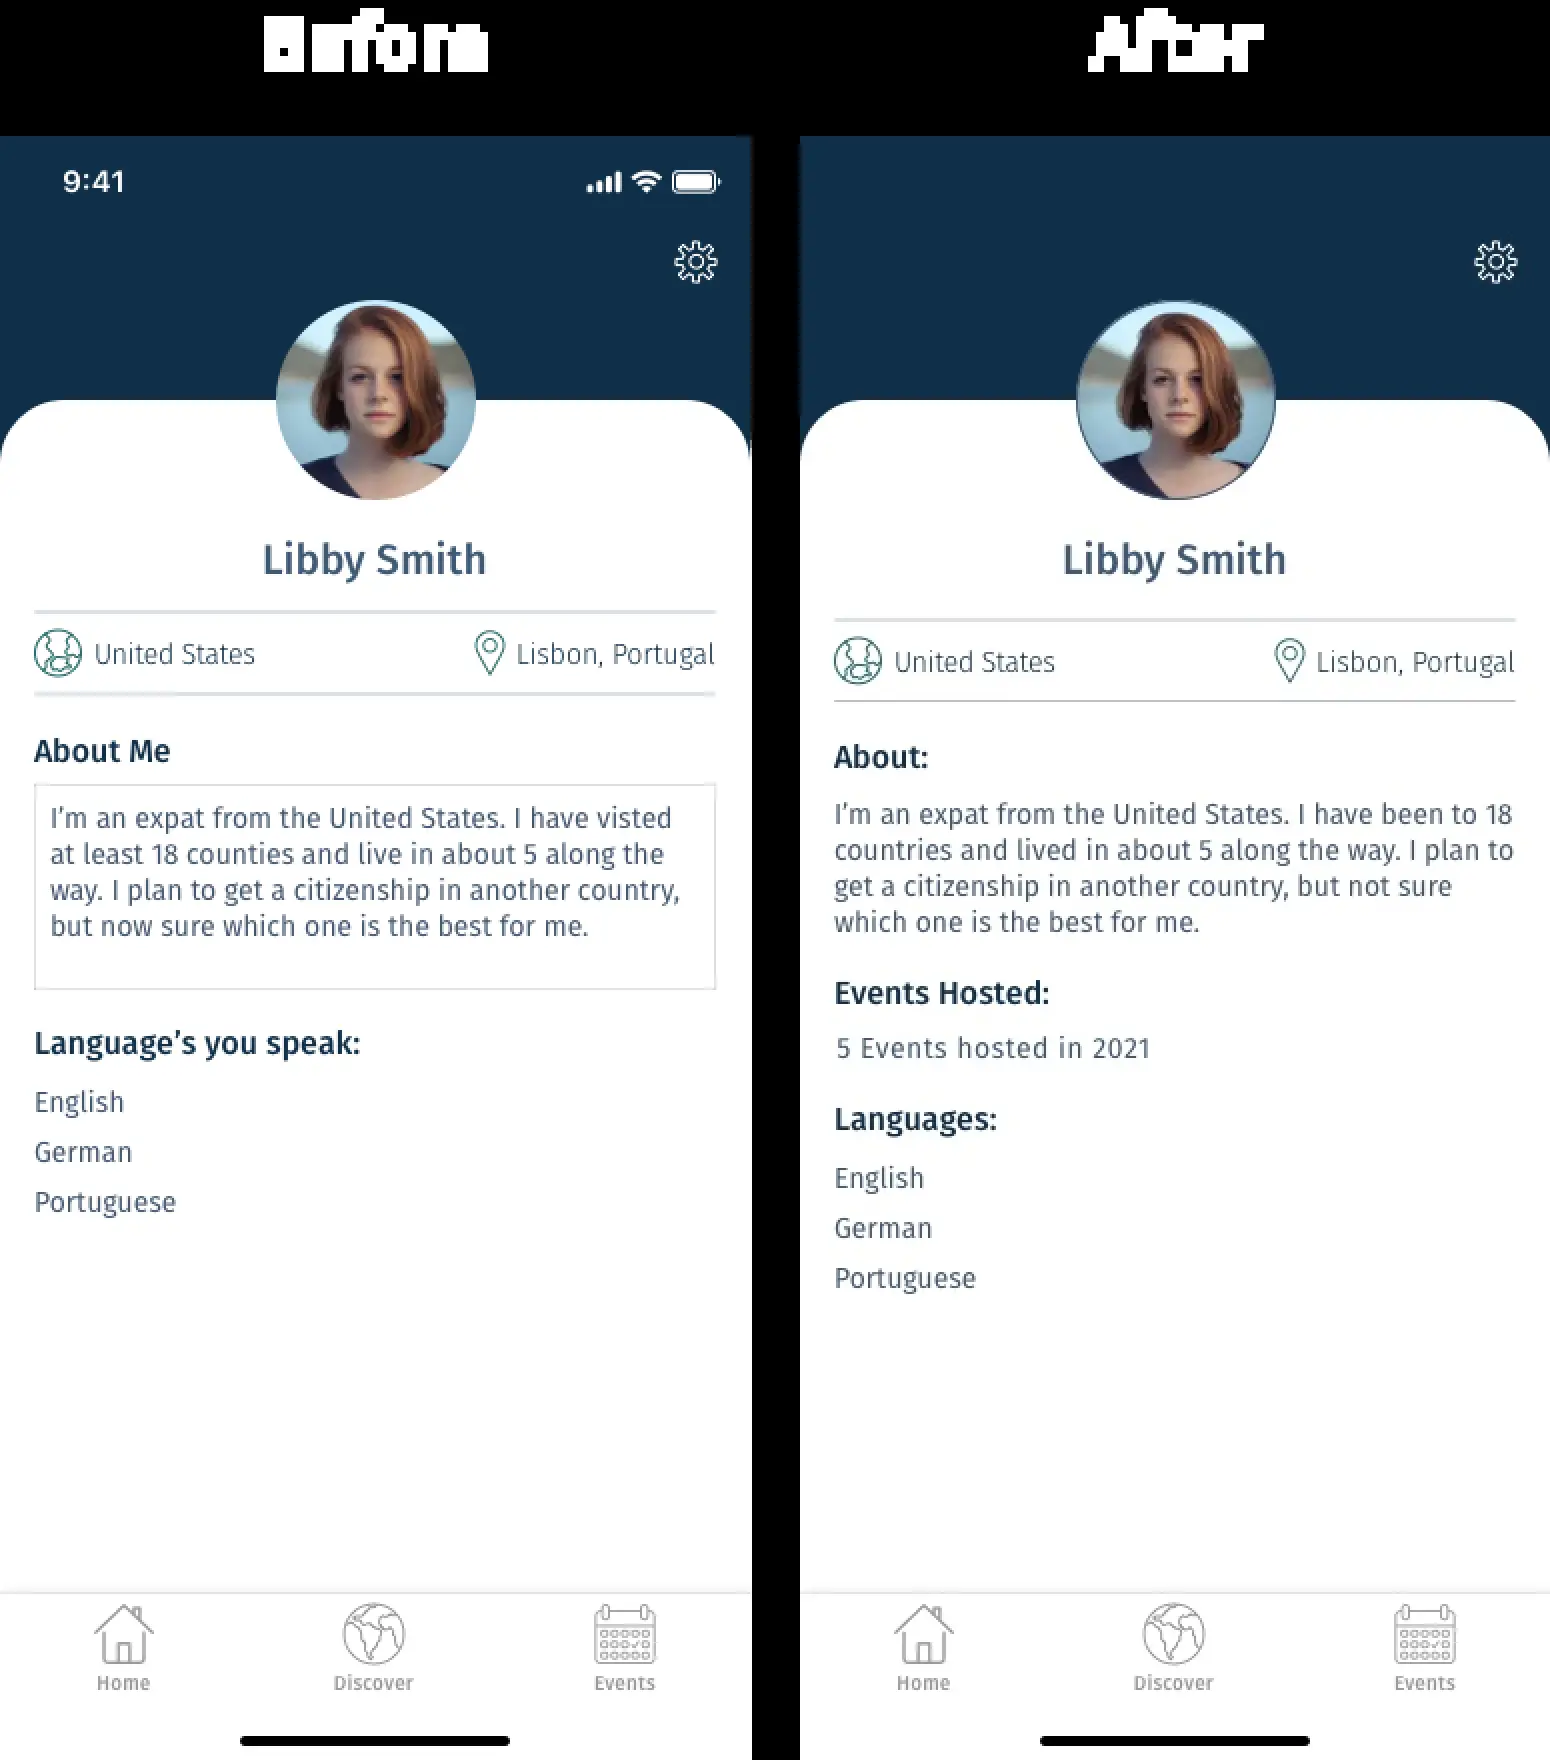 Before
After
9:41
Libby Smith
United States
Lisbon, Portugal
About Me
I'm an expat from the United States. I have visted
at least 18 counties and live in about 5 along the
way. I plan to get a citizenship in another country,
but now sure which one is the best for me.
Language's you speak:
English
German
Portuguese
Home
Discover
Events
Libby Smith
United States
Lisbon, Portugal
About:
I'm an expat from the United States. I have been to 18
countries and lived in about 5 along the way. I plan to
get a citizenship in another country, but not sure
which one is the best for me.
Events Hosted:
5 Events hosted in 2021
Languages:
English
German
Portuguese
Home
Discover
Events